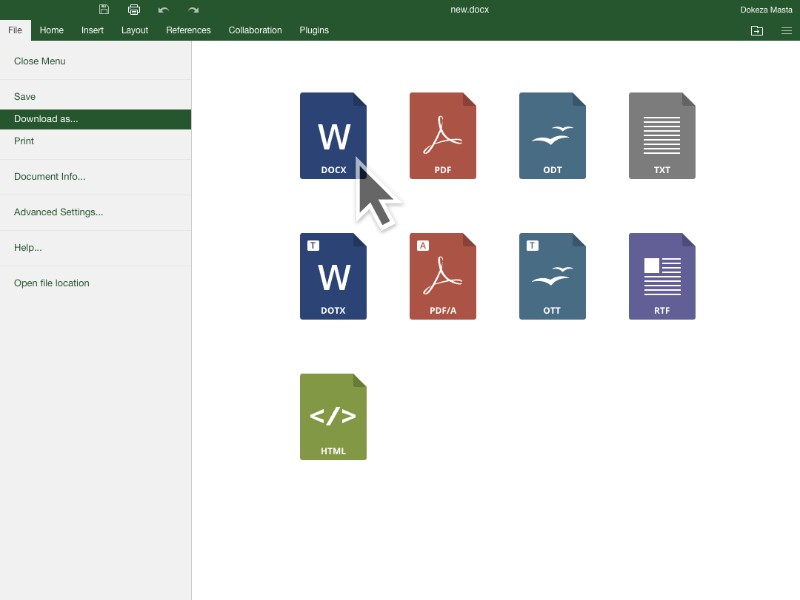 new.docx
Dokeza Masta
File Home Insert Layout References Collaboration Plugins
Close Menu
Save
Download as...
Print
Document Info...
Advanced Settings...
Help...
Open file location
W W
DOCX PDF ODT TXT
T A T
W
DOTX PDF/A OTT RTF
</>
HTML